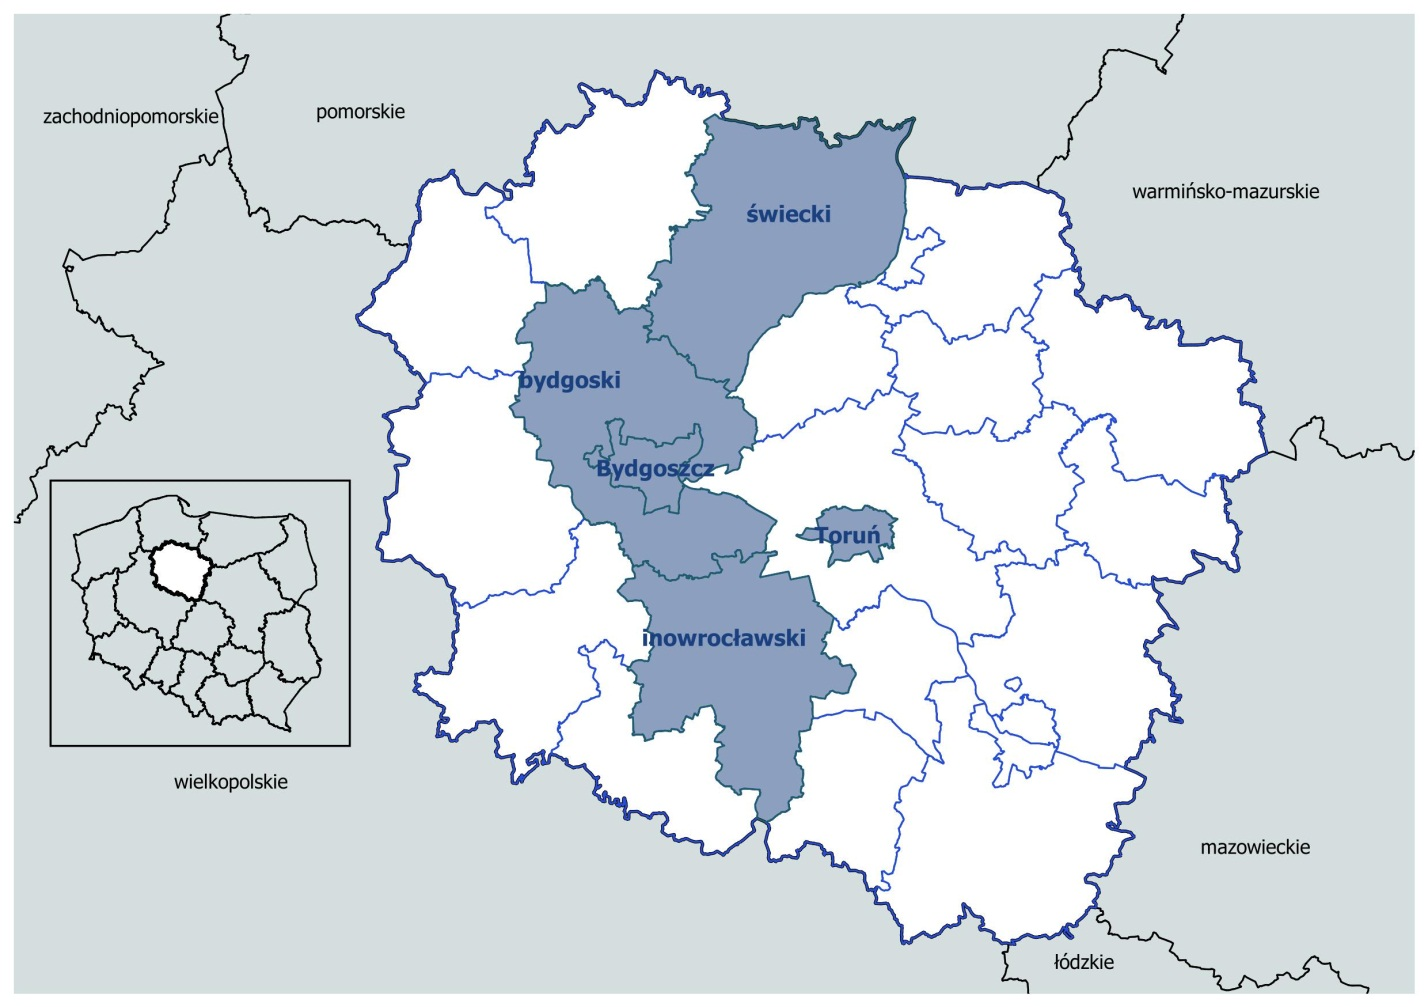 zachodniopomorskie
pomorskie
warmińsko-mazurskie
świecki
bydgoski
Bydgoszcz
Toruń
inowrocławski
wielkopolskie
mazowieckie
łódzkie